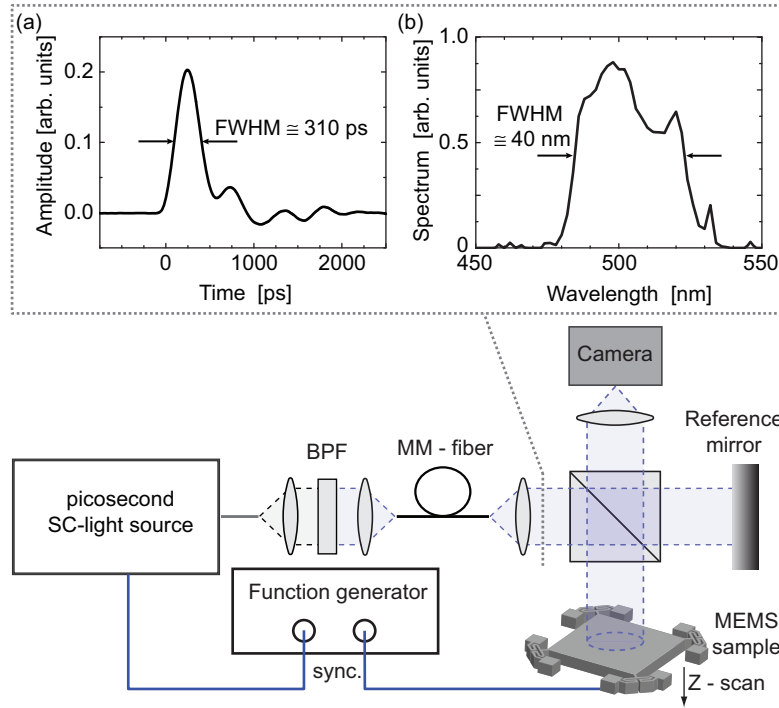 (a)
Amplitude [arb. units]
0.2
0.1
0.0
FWHM ≅ 310 ps
0
1000
2000
Time [ps]
(b)
Spectrum [arb. units]
1.0
0.5
0
FWHM
≅ 40 nm
450
500
550
Wavelength [nm]
Camera
Reference
mirror
BPF
MM - fiber
picosecond
SC-light source
Function generator
sync.
MEMS
sample
Z - scan